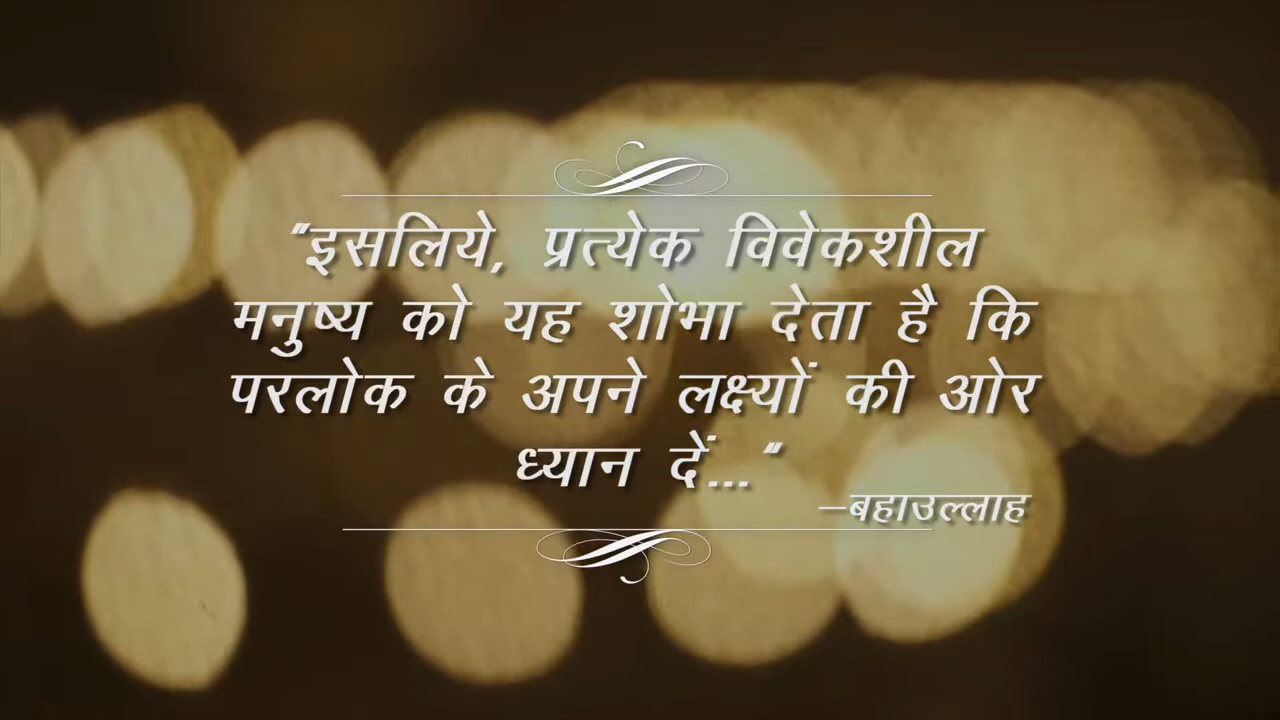 "इसलिये, प्रत्येक विवेकशील
मनुष्य को यह शोभा देता है कि
परलोक के अपने लक्ष्यों की ओर
ध्यान दें..."
—बहाउल्लाह